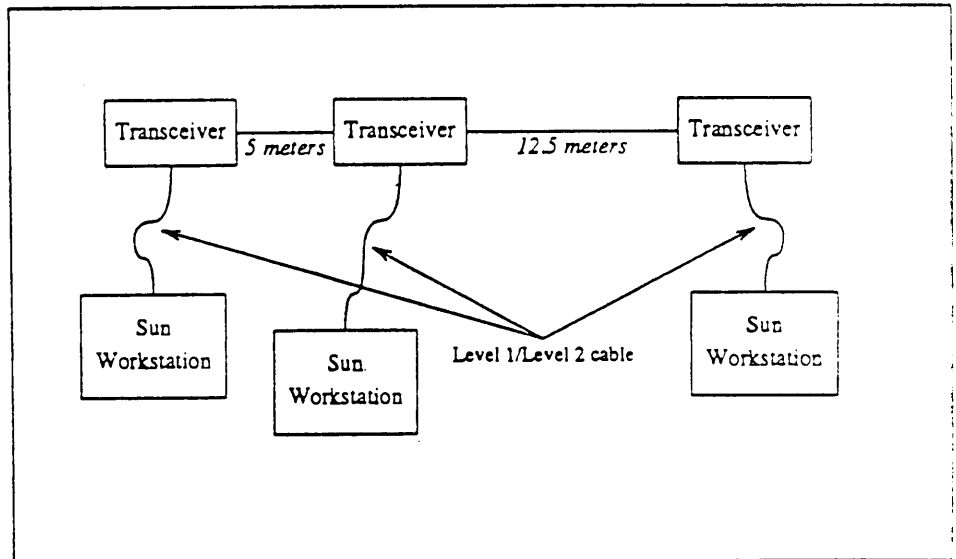 Transceiver
Transceiver
Transceiver
5 meters
12.5 meters
Sun
Workstation
Sun
Workstation
Sun
Workstation
Level 1/Level 2 cable